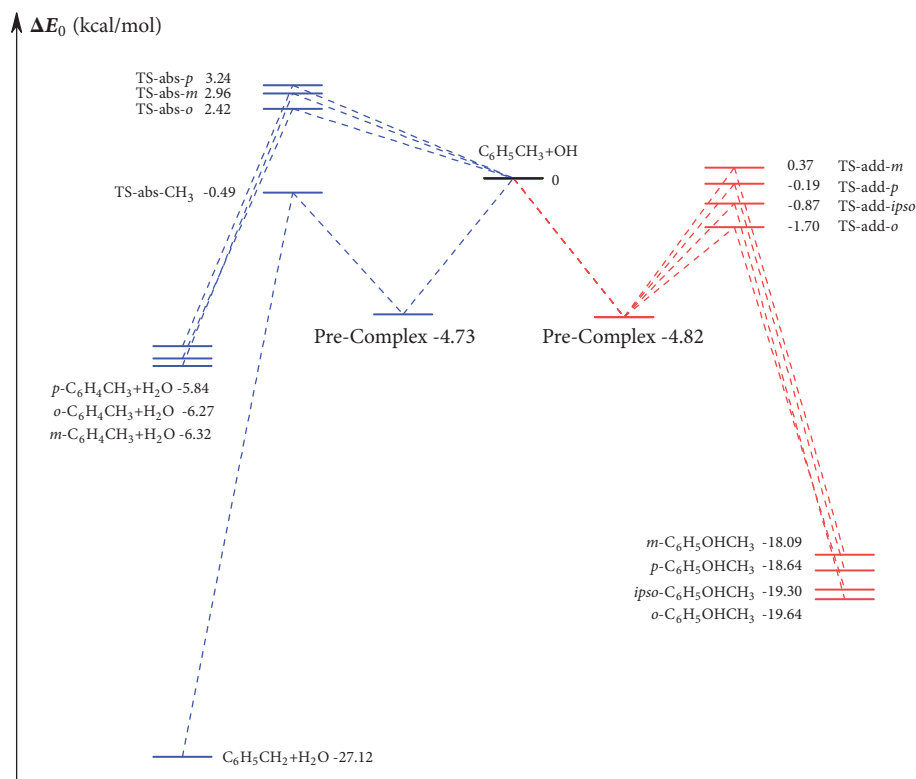 ΔE₀ (kcal/mol)
TS-abs-p 3.24
TS-abs-m 2.96
TS-abs-o 2.42
C₆H₅CH₃+OH
0
0.37 TS-add-m
-0.19 TS-add-p
-0.87 TS-add-ipso
-1.70 TS-add-o
TS-abs-CH₃ -0.49
Pre-Complex -4.73
Pre-Complex -4.82
p-C₆H₄CH₃+H₂O -5.84
o-C₆H₄CH₃+H₂O -6.27
m-C₆H₄CH₃+H₂O -6.32
m-C₆H₅OHCH₃ -18.09
p-C₆H₅OHCH₃ -18.64
ipso-C₆H₅OHCH₃ -19.30
o-C₆H₅OHCH₃ -19.64
C₆H₅CH₂+H₂O -27.12